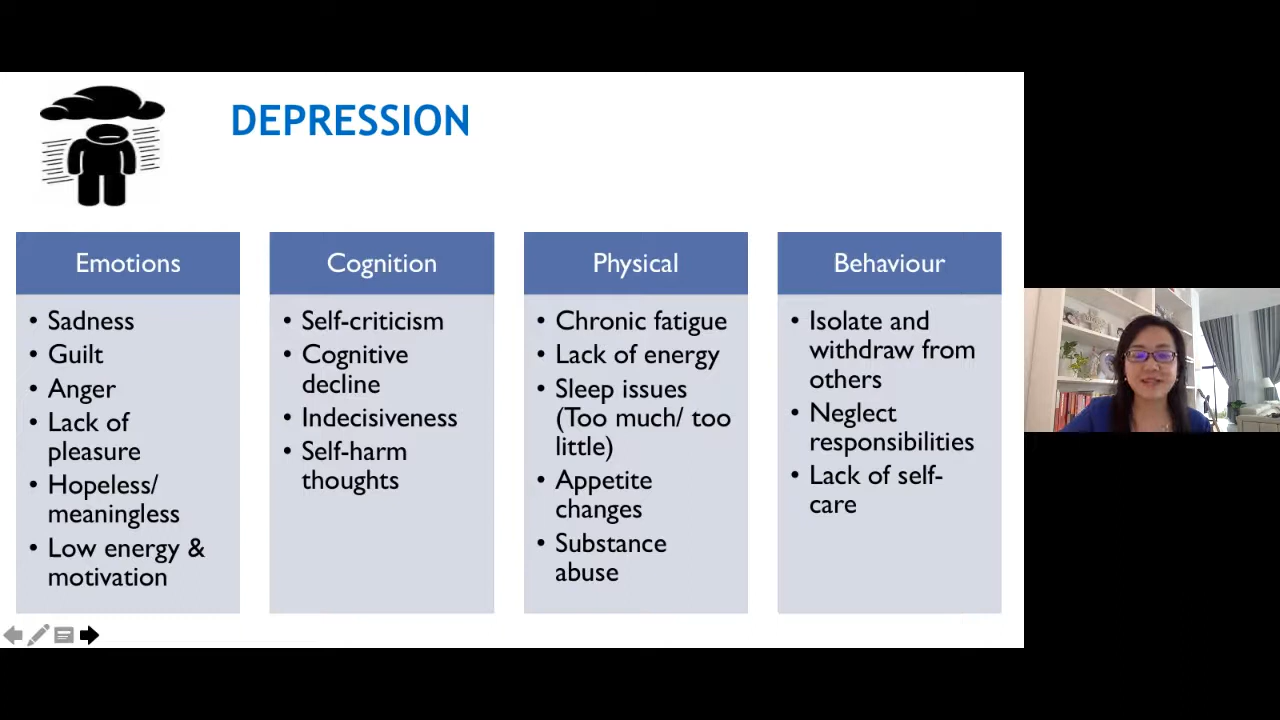 DEPRESSION
Emotions
• Sadness
• Guilt
• Anger
• Lack of
pleasure
• Hopeless/
meaningless
• Low energy &
motivation
Cognition
• Self-criticism
• Cognitive
decline
• Indecisiveness
• Self-harm
thoughts
Physical
• Chronic fatigue
• Lack of energy
• Sleep issues
(Too much/ too
little)
• Appetite
changes
• Substance
abuse
Behaviour
• Isolate and
withdraw from
others
• Neglect
responsibilities
• Lack of self-
care